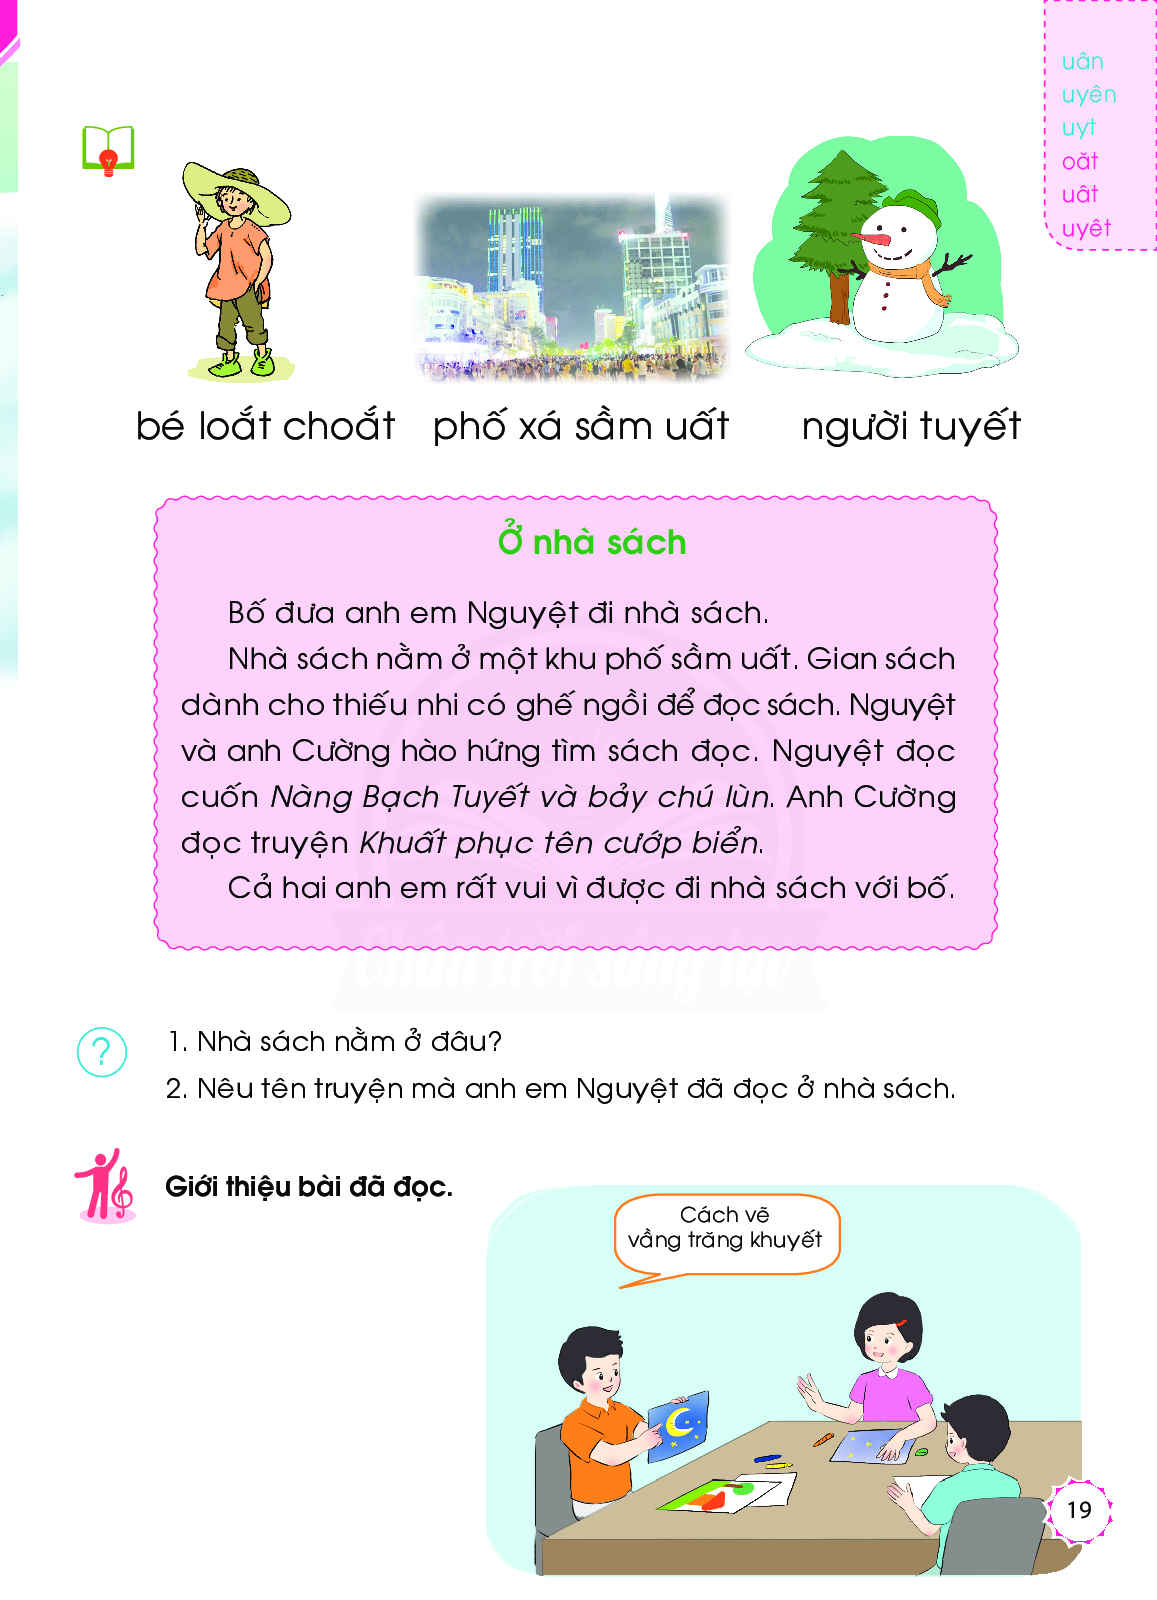 uân
uyên
uyt
oăt
uât
uyêt
bé loắt choắt phố xá sầm uất người tuyết
Ở nhà sách
Bố đưa anh em Nguyệt đi nhà sách.
Nhà sách nằm ở một khu phố sầm uất. Gian sách
dành cho thiếu nhi có ghế ngồi để đọc sách. Nguyệt
và anh Cường hào hứng tìm sách đọc. Nguyệt đọc
cuốn Nàng Bạch Tuyết và bảy chú lùn. Anh Cường
đọc truyện Khuất phục tên cướp biển.
Cả hai anh em rất vui vì được đi nhà sách với bố.
Chân trời sáng tạo
?
1. Nhà sách nằm ở đâu?
2. Nêu tên truyện mà anh em Nguyệt đã đọc ở nhà sách.
Giới thiệu bài đã đọc.
Cách vẽ
vầng trăng khuyết
19